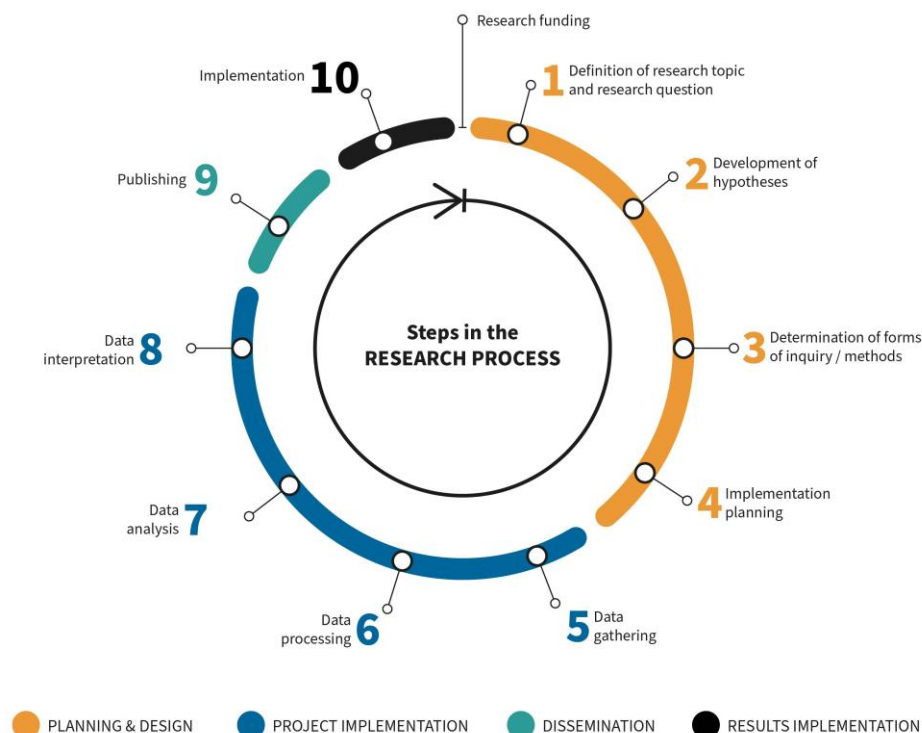 Research funding
1 Definition of research topic
and research question
2 Development of
hypotheses
3 Determination of forms
of inquiry / methods
4 Implementation
planning
5 Data
gathering
6 Data
processing
7 Data
analysis
8 Data
interpretation
9 Publishing
10 Implementation
Steps in the
RESEARCH PROCESS
PLANNING & DESIGN
PROJECT IMPLEMENTATION
DISSEMINATION
RESULTS IMPLEMENTATION